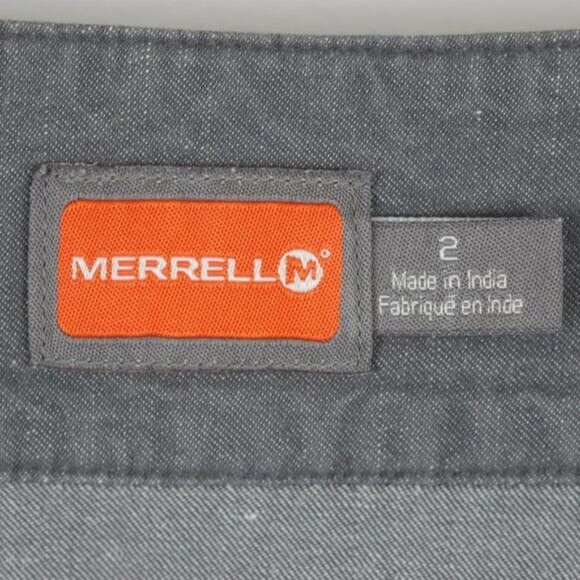 MERRELL M
2
Made in India
Fabriqué en Inde